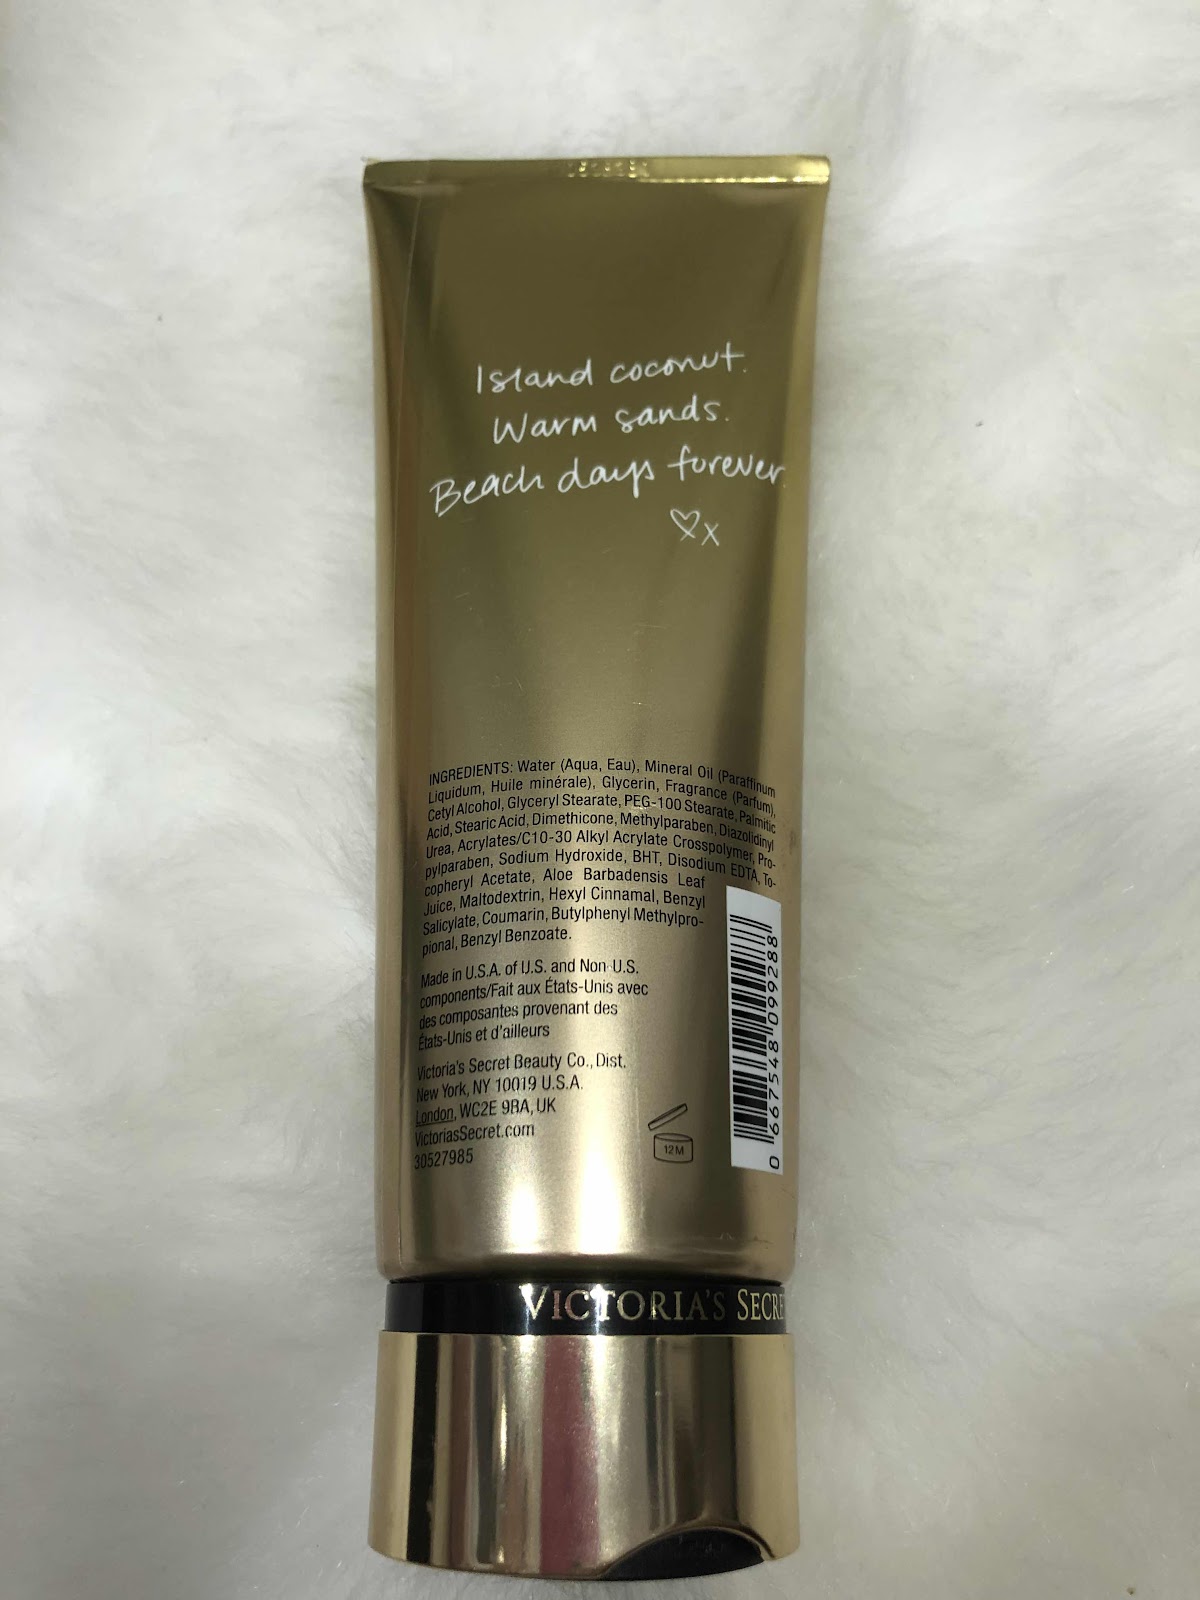 Island coconut.
Warm sands.
Beach days forever.
♡x
INGREDIENTS: Water (Aqua, Eau), Mineral Oil (Paraffinum
Liquidum, Huile minérale), Glycerin, Fragrance (Parfum),
Cetyl Alcohol, Glyceryl Stearate, PEG-100 Stearate, Palmitic
Acid, Stearic Acid, Dimethicone, Methylparaben, Diazolidinyl
Urea, Acrylates/C10-30 Alkyl Acrylate Crosspolymer, Pro-
pylparaben, Sodium Hydroxide, BHT, Disodium EDTA, To-
copheryl Acetate, Aloe Barbadensis Leaf
Juice, Maltodextrin, Hexyl Cinnamal, Benzyl
Salicylate, Coumarin, Butylphenyl Methylpro-
pional, Benzyl Benzoate.
Made in U.S.A. of U.S. and Non-U.S.
components/Fait aux États-Unis avec
des composantes provenant des
États-Unis et d'ailleurs
Victoria's Secret Beauty Co., Dist.
New York, NY 10019 U.S.A.
London, WC2E 9RA, UK
VictoriasSecret.com
30527985
12M
0 667548 099288
VICTORIA'S SECRE